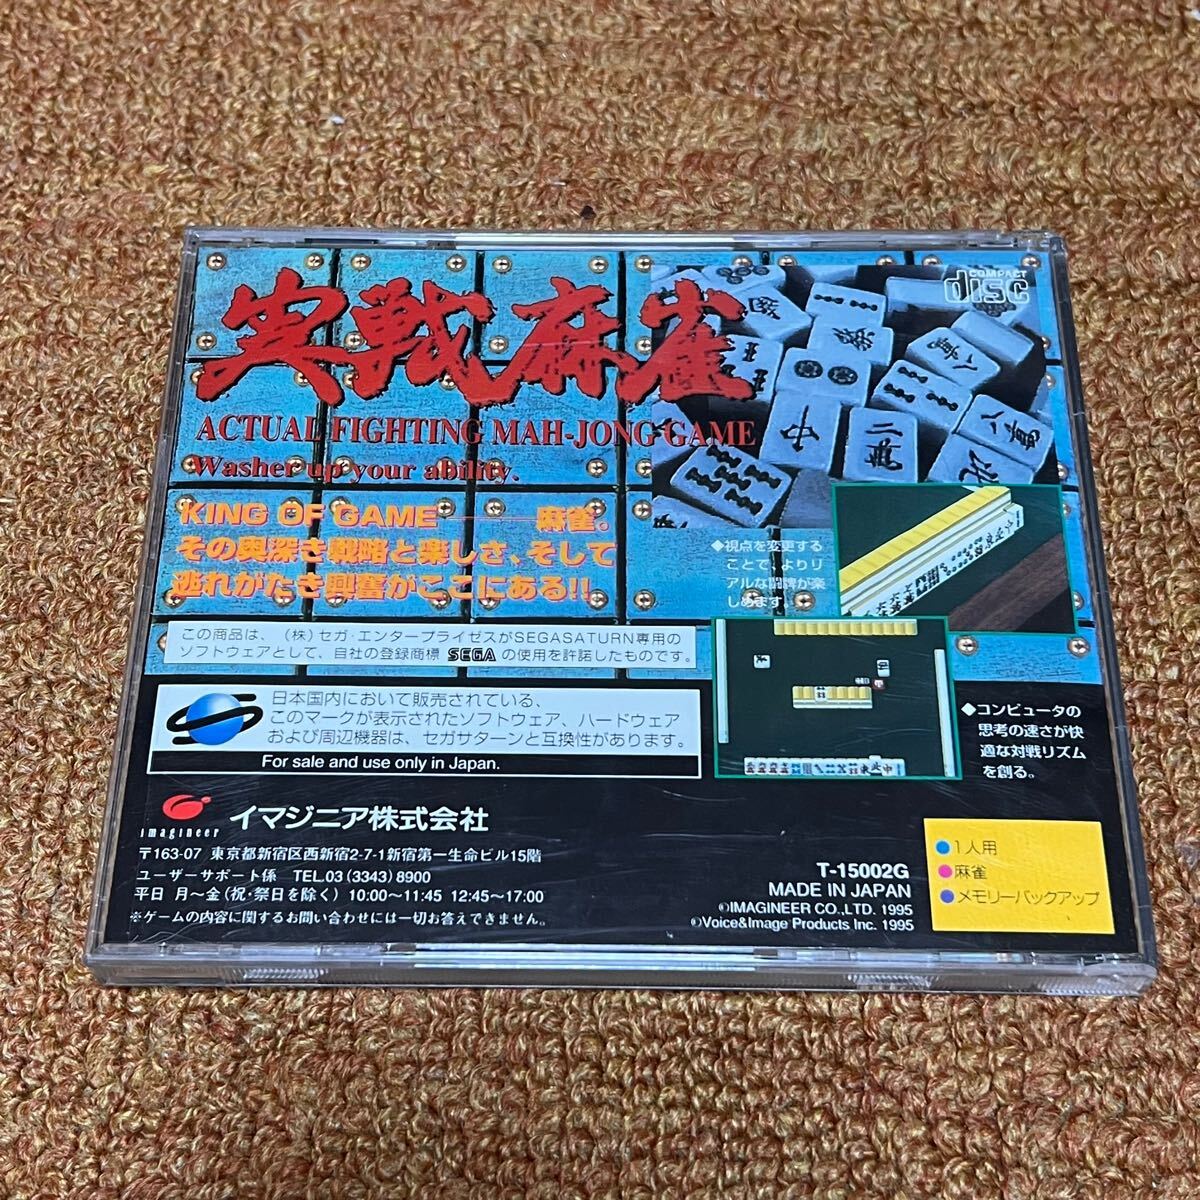 実戦麻雀
COMPACT
disc
ACTUAL FIGHTING MAH-JONG GAME
Washer up your ability.
KING OF GAME――麻雀。
その奥深き戦略と楽しさ、そして
逃れがたき興奮がここにある!!
◆視点を変更する
ことで、よりリ
アルな闘牌が楽
しめます。
この商品は、(株)セガ・エンタープライゼスがSEGASATURN専用の
ソフトウェアとして、自社の登録商標 SEGA の使用を許諾したものです。
日本国内において販売されている、
このマークが表示されたソフトウェア、ハードウェア
および周辺機器は、セガサターンと互換性があります。
For sale and use only in Japan.
◆コンピュータの
思考の速さが快
適な対戦リズム
を創る。
imagineer イマジニア株式会社
〒163-07 東京都新宿区西新宿2-7-1新宿第一生命ビル15階
ユーザーサポート係 TEL.03(3343)8900
平日 月～金(祝・祭日を除く) 10:00～11:45 12:45～17:00
※ゲームの内容に関するお問い合わせには一切お答えできません。
T-15002G
MADE IN JAPAN
©IMAGINEER CO.,LTD. 1995
©Voice&Image Products Inc. 1995
●1人用
●麻雀
●メモリーバックアップ